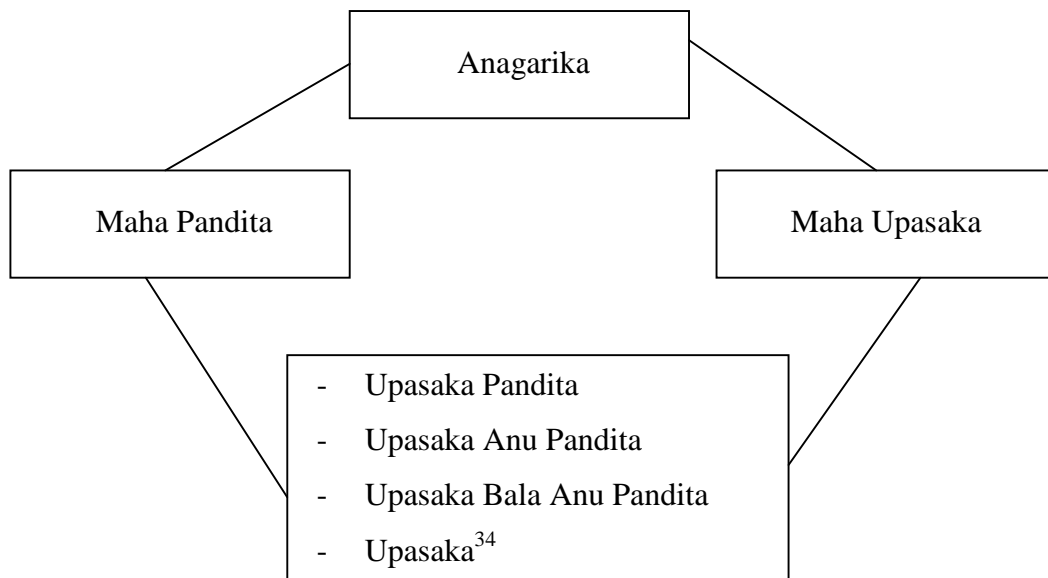 Anagarika
Maha Pandita
Maha Upasaka
- Upasaka Pandita
- Upasaka Anu Pandita
- Upasaka Bala Anu Pandita
- Upasaka³⁴